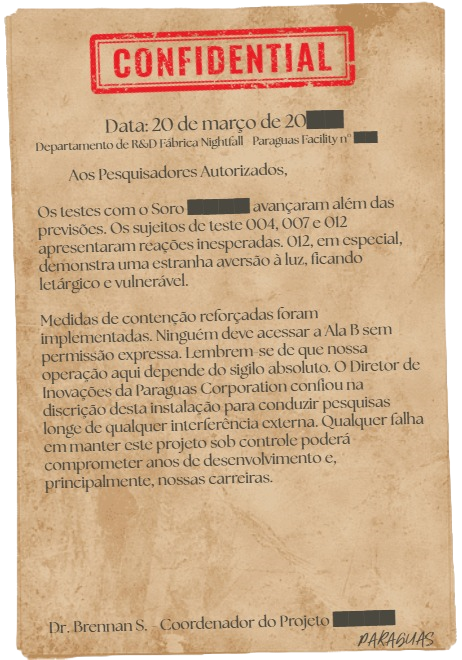 CONFIDENTIAL
Data: 20 de março de 20
Departamento de R&D Fábrica Nightfall Paraguas Facility nº
Aos Pesquisadores Autorizados,
Os testes com o Soro avançaram além das
previsões. Os sujeitos de teste 004, 007 e 012
apresentaram reações inesperadas. 012, em especial,
demonstra uma estranha aversão à luz, ficando
letárgico e vulnerável.
Medidas de contenção reforçadas foram
implementadas. Ninguém deve acessar a Ala B sem
permissão expressa. Lembrem-se de que nossa
operação aqui depende do sigilo absoluto. O Diretor de
Inovações da Paraguas Corporation confiou na
discrição desta instalação para conduzir pesquisas
longe de qualquer interferência externa. Qualquer falha
em manter este projeto sob controle poderá
comprometer anos de desenvolvimento e,
principalmente, nossas carreiras.
Dr. Brennan S. - Coordenador do Projeto
PARAGUAS